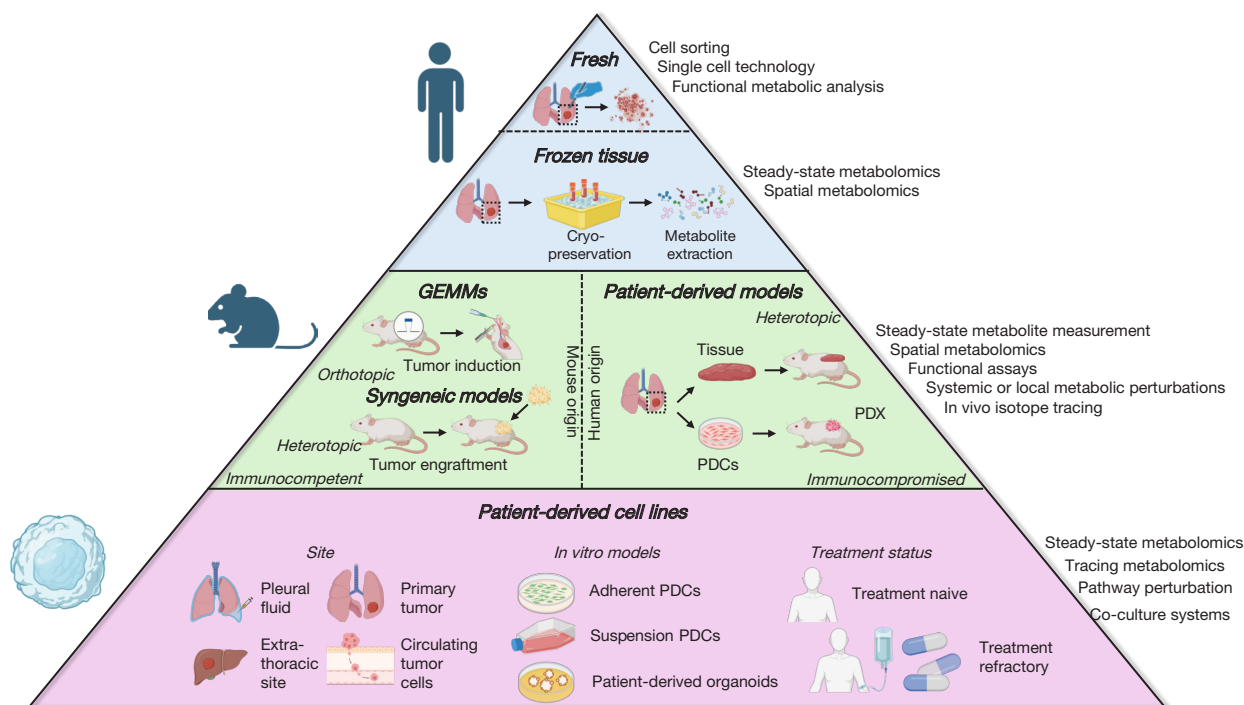 Fresh
Cell sorting
Single cell technology
Functional metabolic analysis
Frozen tissue
Cryo-
preservation
Metabolite
extraction
Steady-state metabolomics
Spatial metabolomics
GEMMs
Tumor induction
Orthotopic
Syngeneic models
Heterotopic
Tumor engraftment
Immunocompetent
Mouse origin
Human origin
Patient-derived models
Heterotopic
Tissue
PDX
PDCs
Immunocompromised
Steady-state metabolite measurement
Spatial metabolomics
Functional assays
Systemic or local metabolic perturbations
In vivo isotope tracing
Patient-derived cell lines
Site
Pleural
fluid
Primary
tumor
Extra-
thoracic
site
Circulating
tumor
cells
In vitro models
Adherent PDCs
Suspension PDCs
Patient-derived organoids
Treatment status
Treatment naive
Treatment
refractory
Steady-state metabolomics
Tracing metabolomics
Pathway perturbation
Co-culture systems